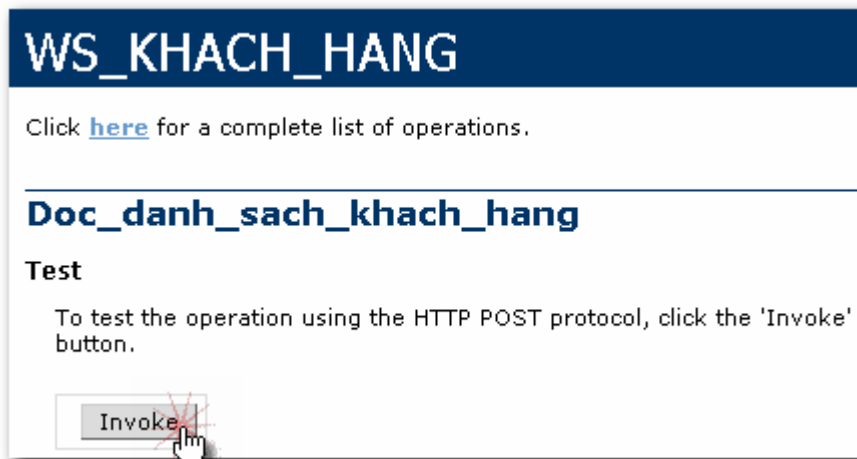 WS_KHACH_HANG
Click here for a complete list of operations.
Doc_danh_sach_khach_hang
Test
To test the operation using the HTTP POST protocol, click the 'Invoke'
button.
Invoke